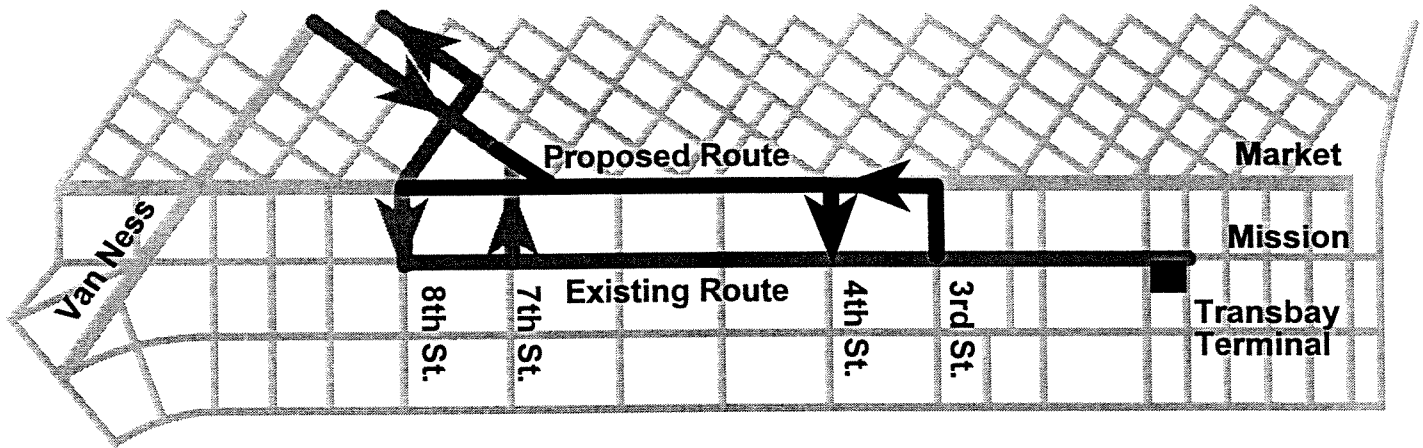 Proposed Route
Market
Van Ness
Mission
Existing Route
8th St.
7th St.
4th St.
3rd St.
Transbay
Terminal